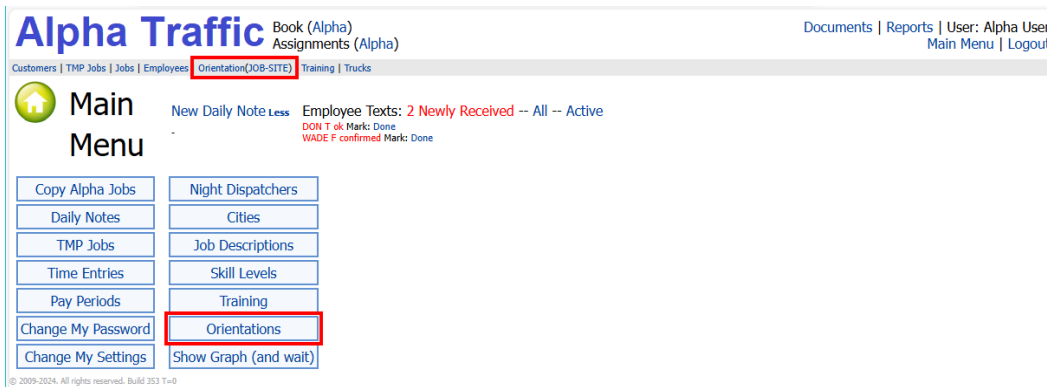 Alpha Traffic
Book (Alpha)
Assignments (Alpha)
Documents | Reports | User: Alpha User
Main Menu | Logout
Customers | TMP Jobs | Jobs | Employees Orientation(JOB-SITE) Training | Trucks
Main
Menu
New Daily Note Less
-
Employee Texts: 2 Newly Received -- All -- Active
DON T ok Mark: Done
WADE F confirmed Mark: Done
Copy Alpha Jobs
Night Dispatchers
Daily Notes
Cities
TMP Jobs
Job Descriptions
Time Entries
Skill Levels
Pay Periods
Training
Change My Password
Orientations
Change My Settings
Show Graph (and wait)
© 2009-2024. All rights reserved. Build 353 T=0